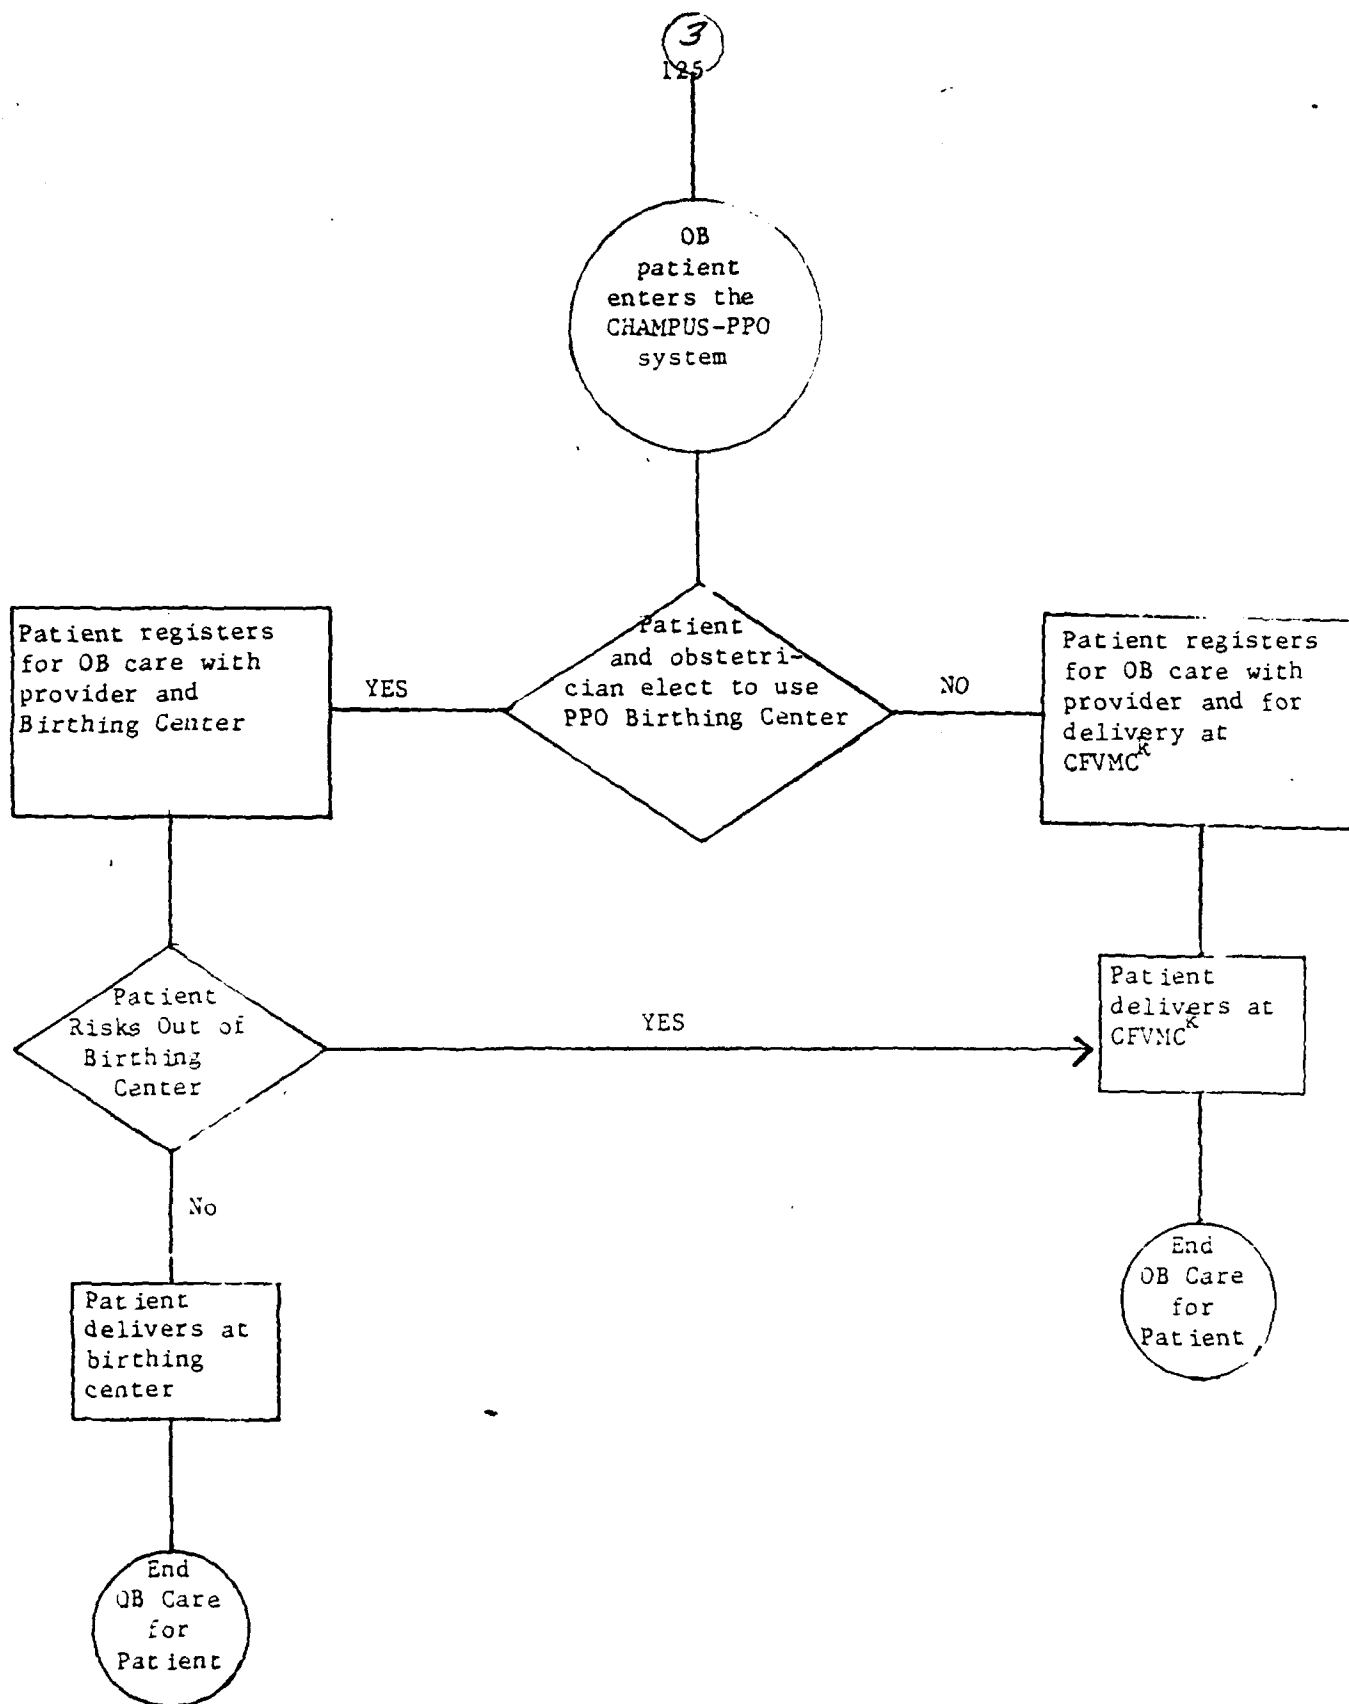 3
125
OB
patient
enters the
CHAMPUS-PPO
system
Patient
and obstetri-
cian elect to use
PPO Birthing Center
YES
NO
Patient registers
for OB care with
provider and
Birthing Center
Patient registers
for OB care with
provider and for
delivery at
CFVMC^K
Patient
Risks Out of
Birthing
Center
YES
Patient
delivers at
CFVMC^K
No
Patient
delivers at
birthing
center
End
OB Care
for
Patient
End
OB Care
for
Patient